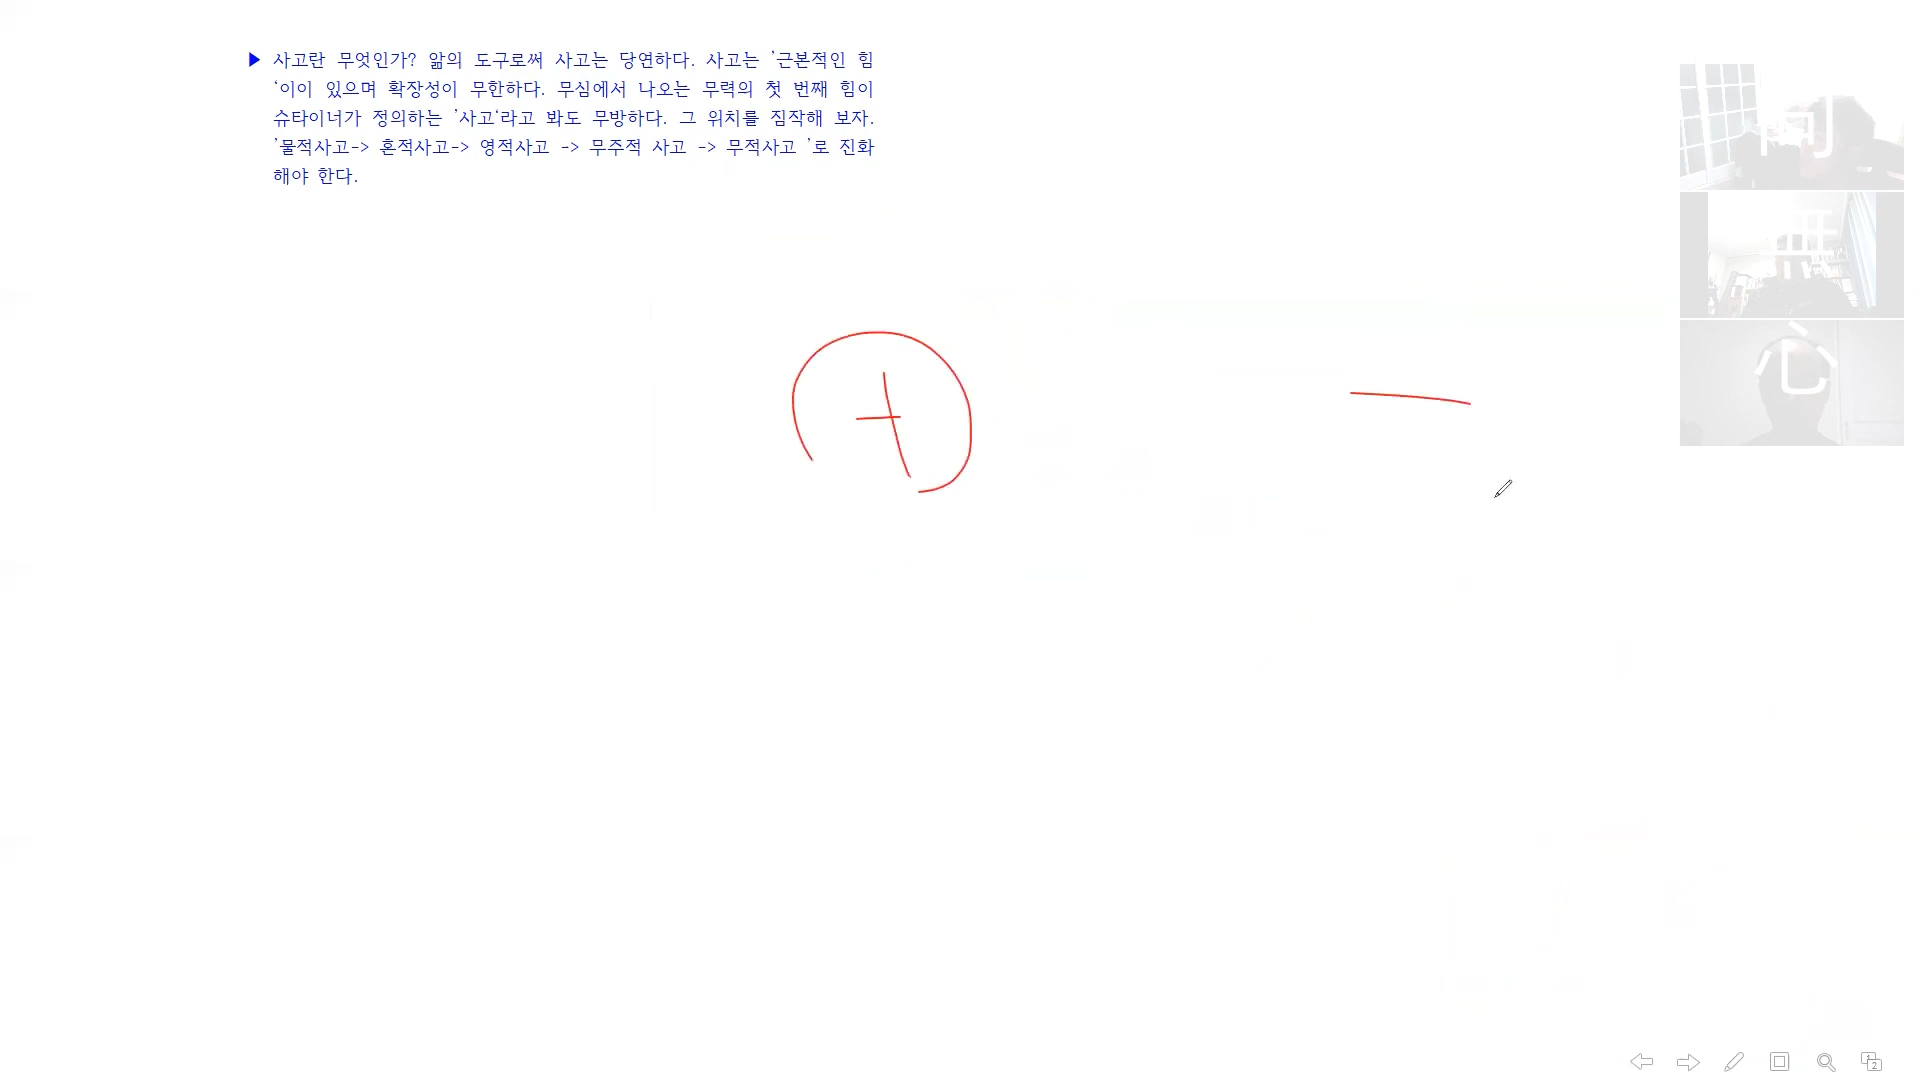 ▶ 사고란 무엇인가? 앎의 도구로써 사고는 당연하다. 사고는 ’근본적인 힘
‘이이 있으며 확장성이 무한하다. 무심에서 나오는 무력의 첫 번째 힘이
슈타이너가 정의하는 ’사고‘라고 봐도 무방하다. 그 위치를 짐작해 보자.
’물적사고-> 혼적사고-> 영적사고 -> 무주적 사고 -> 무적사고 ’로 진화
해야 한다.
+
—
心